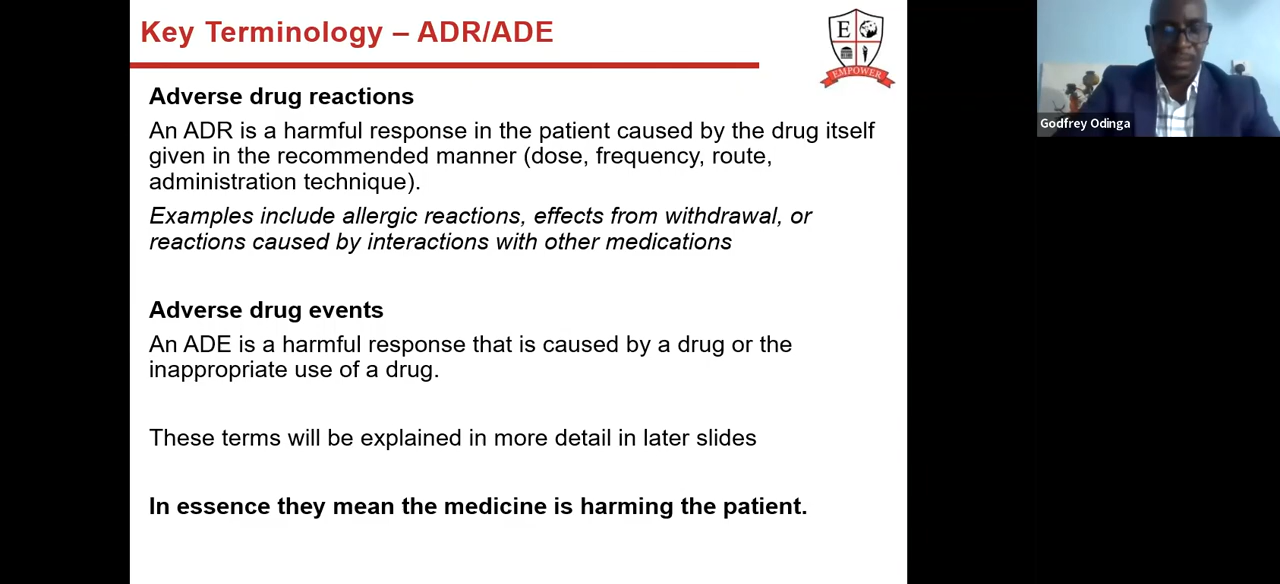 Key Terminology – ADR/ADE
E
EMPOWER
Godfrey Odinga
Adverse drug reactions
An ADR is a harmful response in the patient caused by the drug itself
given in the recommended manner (dose, frequency, route,
administration technique).
Examples include allergic reactions, effects from withdrawal, or
reactions caused by interactions with other medications
Adverse drug events
An ADE is a harmful response that is caused by a drug or the
inappropriate use of a drug.
These terms will be explained in more detail in later slides
In essence they mean the medicine is harming the patient.